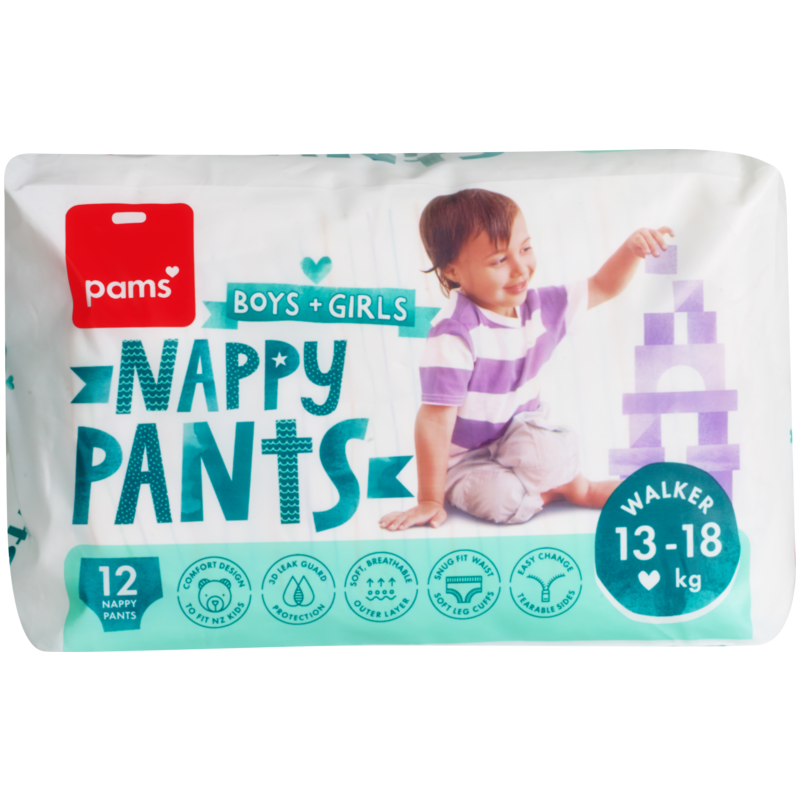 pams
BOYS + GIRLS
NAPPY
PANTS
WALKER
13-18
kg
12
NAPPY
PANTS
COMFORT DESIGN
TO FIT NZ KIDS
3D LEAK GUARD
PROTECTION
SOFT, BREATHABLE
OUTER LAYER
SNUG FIT WAIST
SOFT LEG CUFFS
EASY CHANGE
TEARABLE SIDES